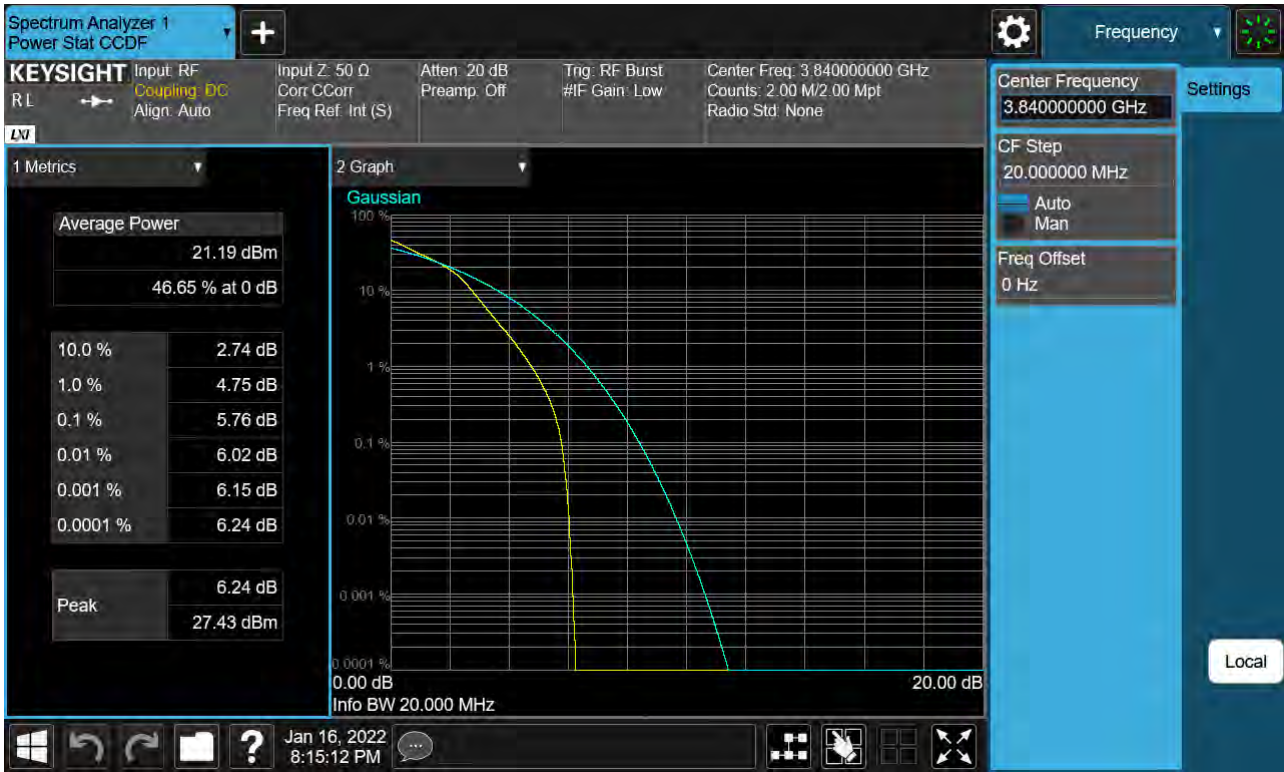 Spectrum Analyzer 1
Power Stat CCDF
+
Frequency
KEYSIGHT
RL
LXI
Input: RF
Coupling: DC
Align: Auto
Input Z: 50 Ω
Corr CCorr
Freq Ref: Int (S)
Atten: 20 dB
Preamp: Off
Trig: RF Burst
#IF Gain: Low
Center Freq: 3.840000000 GHz
Counts: 2.00 M/2.00 Mpt
Radio Std: None
Center Frequency
3.840000000 GHz
Settings
CF Step
20.000000 MHz
Auto
Man
Freq Offset
0 Hz
1 Metrics
Average Power
21.19 dBm
46.65 % at 0 dB
10.0 % 2.74 dB
1.0 % 4.75 dB
0.1 % 5.76 dB
0.01 % 6.02 dB
0.001 % 6.15 dB
0.0001 % 6.24 dB
Peak
6.24 dB
27.43 dBm
2 Graph
Gaussian
100 %
10 %
1 %
0.1 %
0.01 %
0.001 %
0.0001 %
0.00 dB 20.00 dB
Info BW 20.000 MHz
Local
?
Jan 16, 2022
8:15:12 PM